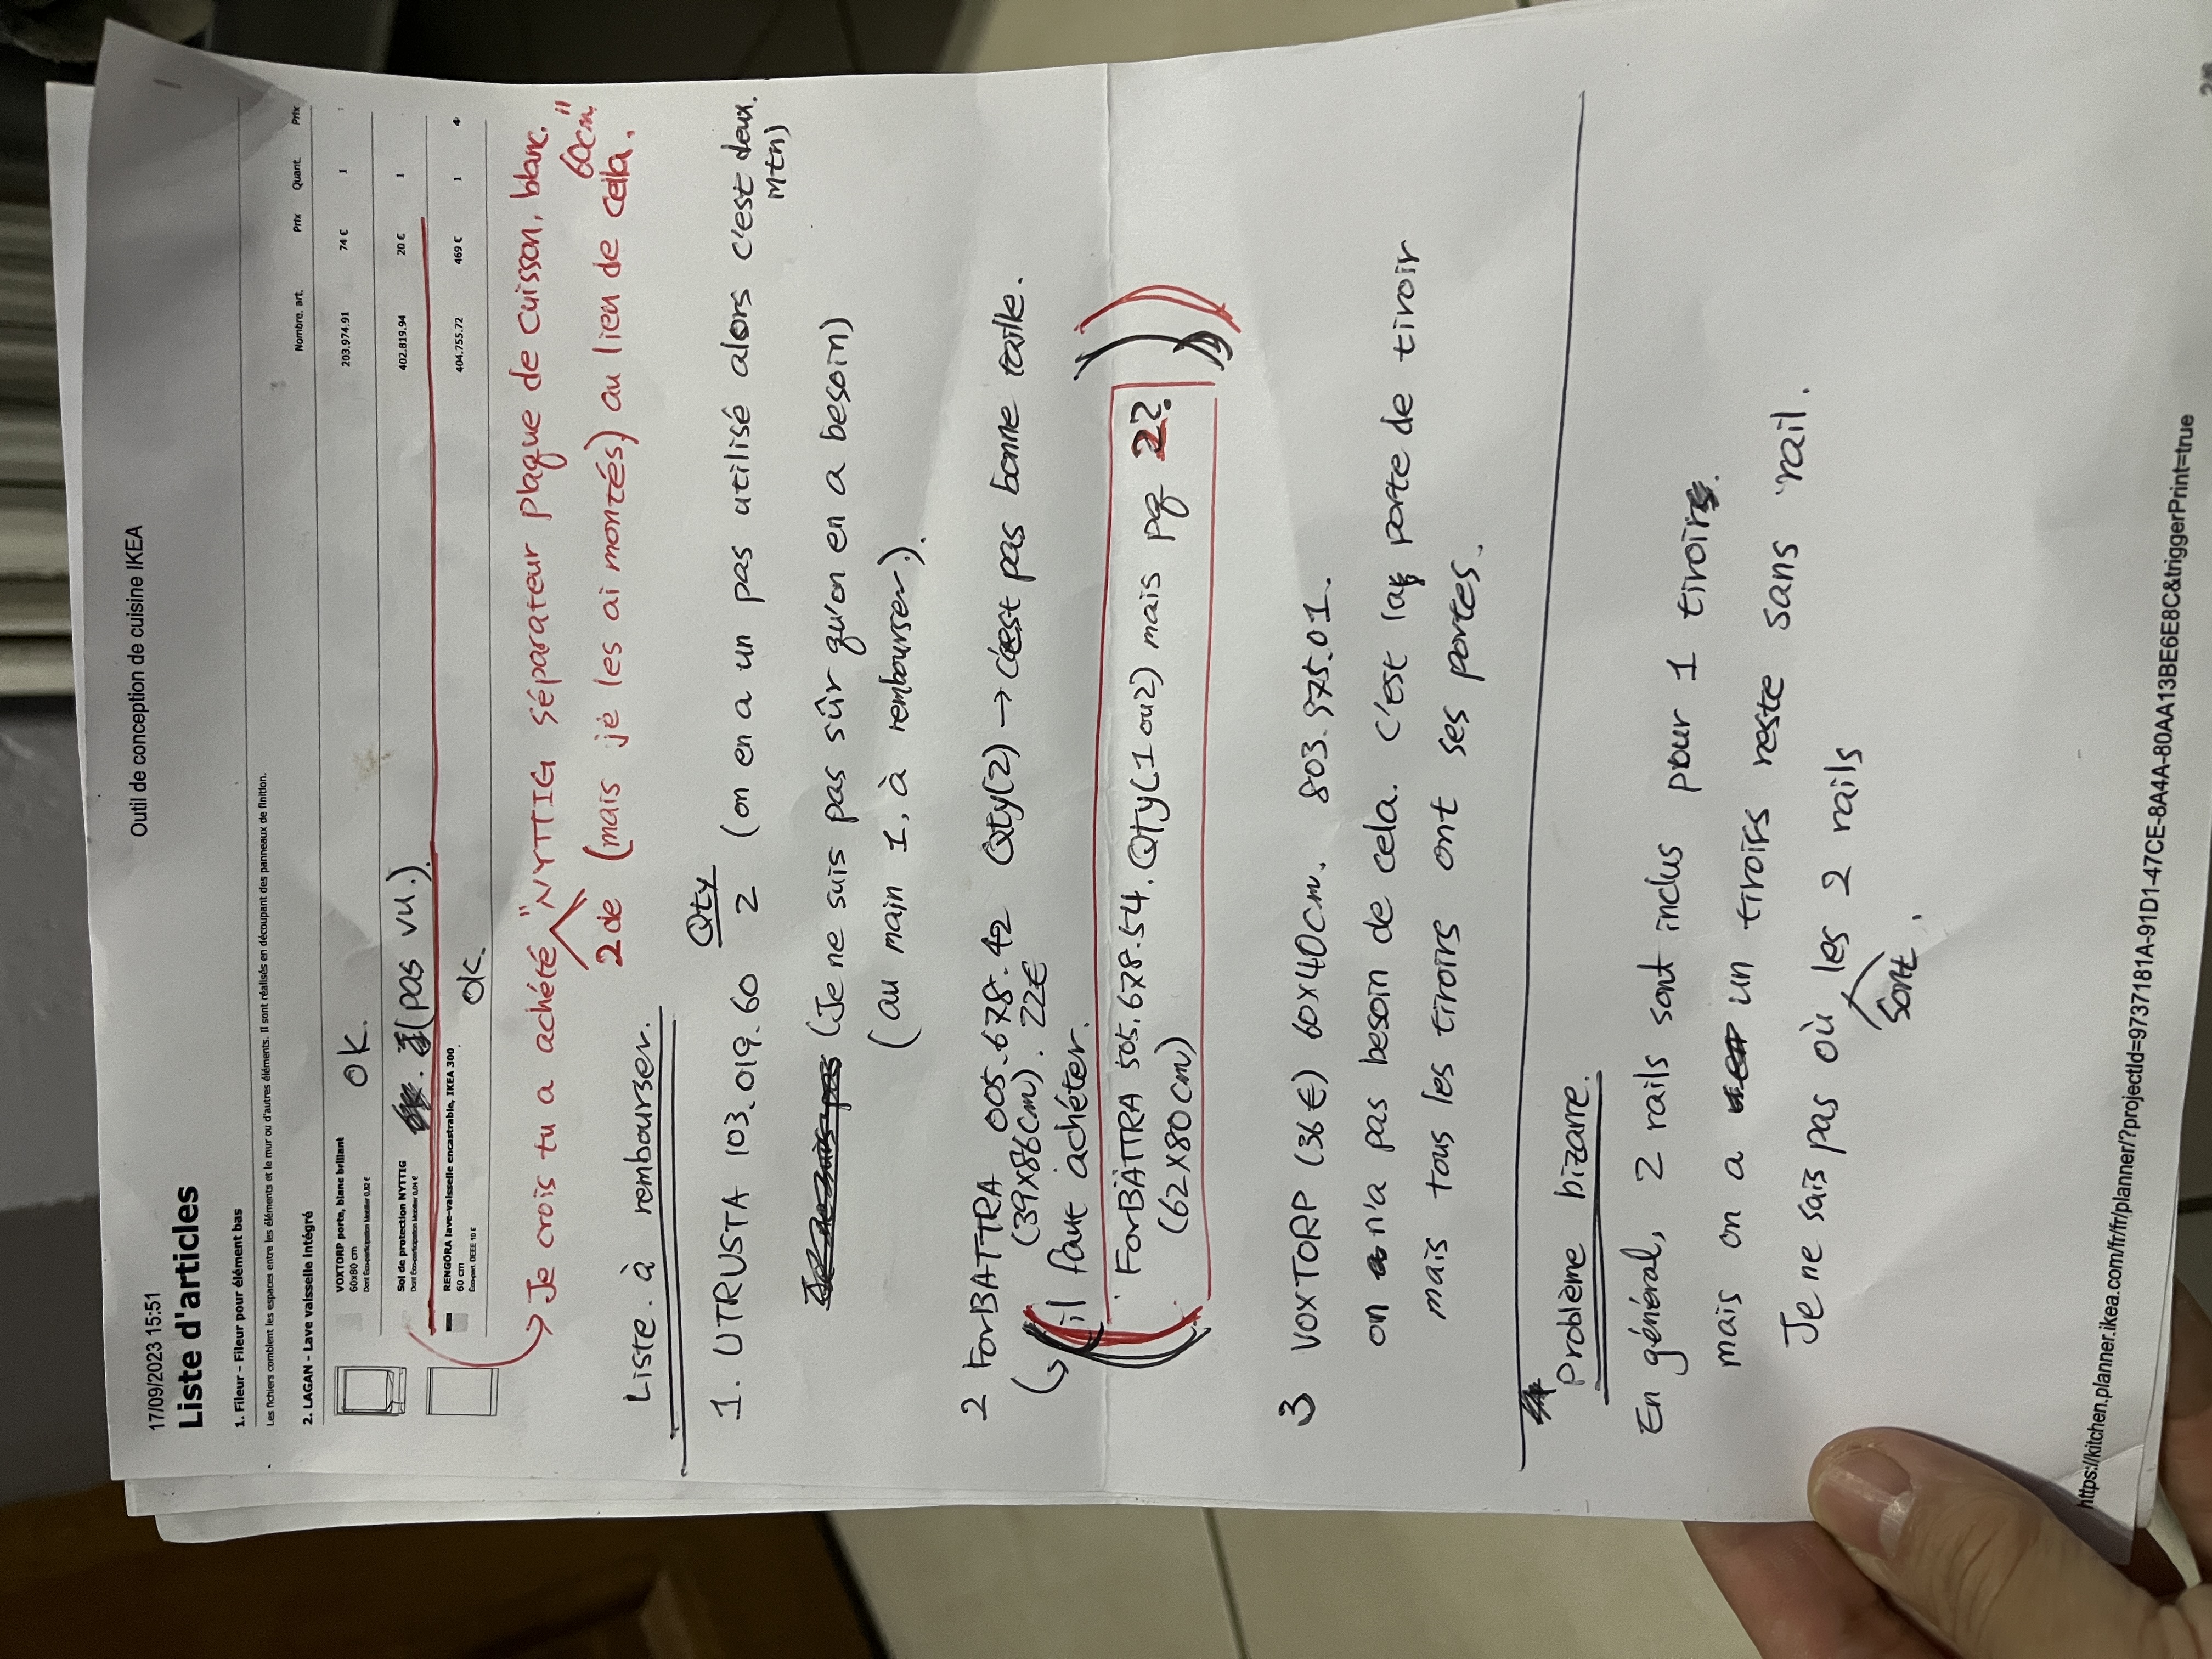 17/09/2023 15:51
Outil de conception de cuisine IKEA
Liste d'articles
1. Fileur - Fileur pour élément bas
Les fichiers comblent les espaces entre les éléments et le mur ou d'autres éléments. Il sont réalisés en découpant des panneaux de finition.
2. LAGAN - Lave vaisselle intégré
Nombre. art. Prix Quant. Prix
VOXTORP porte, blanc brillant
60x80 cm
Dont Éco-participation Mobilier 0,82 €
OK.
203.974.91 74 € 1
Sol de protection NYTTIG
Dont Éco-participation Mobilier 0,04 €
(pas vu.)
402.819.94 20 € 1
RENGÖRA lave-vaisselle encastrable, IKEA 300
60 cm
Éco-part. DEEE 10 €
ok.
404.755.72 469 € 1 4
→ Je crois tu a achété "NYTTIG séparateur plaque de cuisson, blanc.
60cm"
2 de (mais je les ai montés) au lieu de cella.
Liste. à rembourser.
Qty
1. UTRUSTA 103.019.60 2 (on en a un pas utilisé alors c'est deux.
mtn)
(Je ne suis pas sûr qu'on en a besoin)
(au main 1, à rembourser.).
2 ForBATTRA 005.678.42 Qty(2) → c'est pas bonne taille.
(39x86cm). 22€
il faut achéter.
ForBÄTTRA 505.678.54. Qty(1 ou2) mais pq 2?
(62x80cm)
3 VOXTORP (36€) 60x40cm. 803.975.01.
on n'a pas besoin de cela. C'est la porte de tiroir
mais tous les tiroirs ont ses portes.
Problème bizarre.
En général, 2 rails sont inclus pour 1 tiroir.
mais on a un tiroirs reste sans rail.
Je ne sais pas où les 2 rails
sont.
https://kitchen.planner.ikea.com/fr/fr/planner/?projectId=9737181A-91D1-47CE-8A4A-80AA13BE6E8C&triggerPrint=true